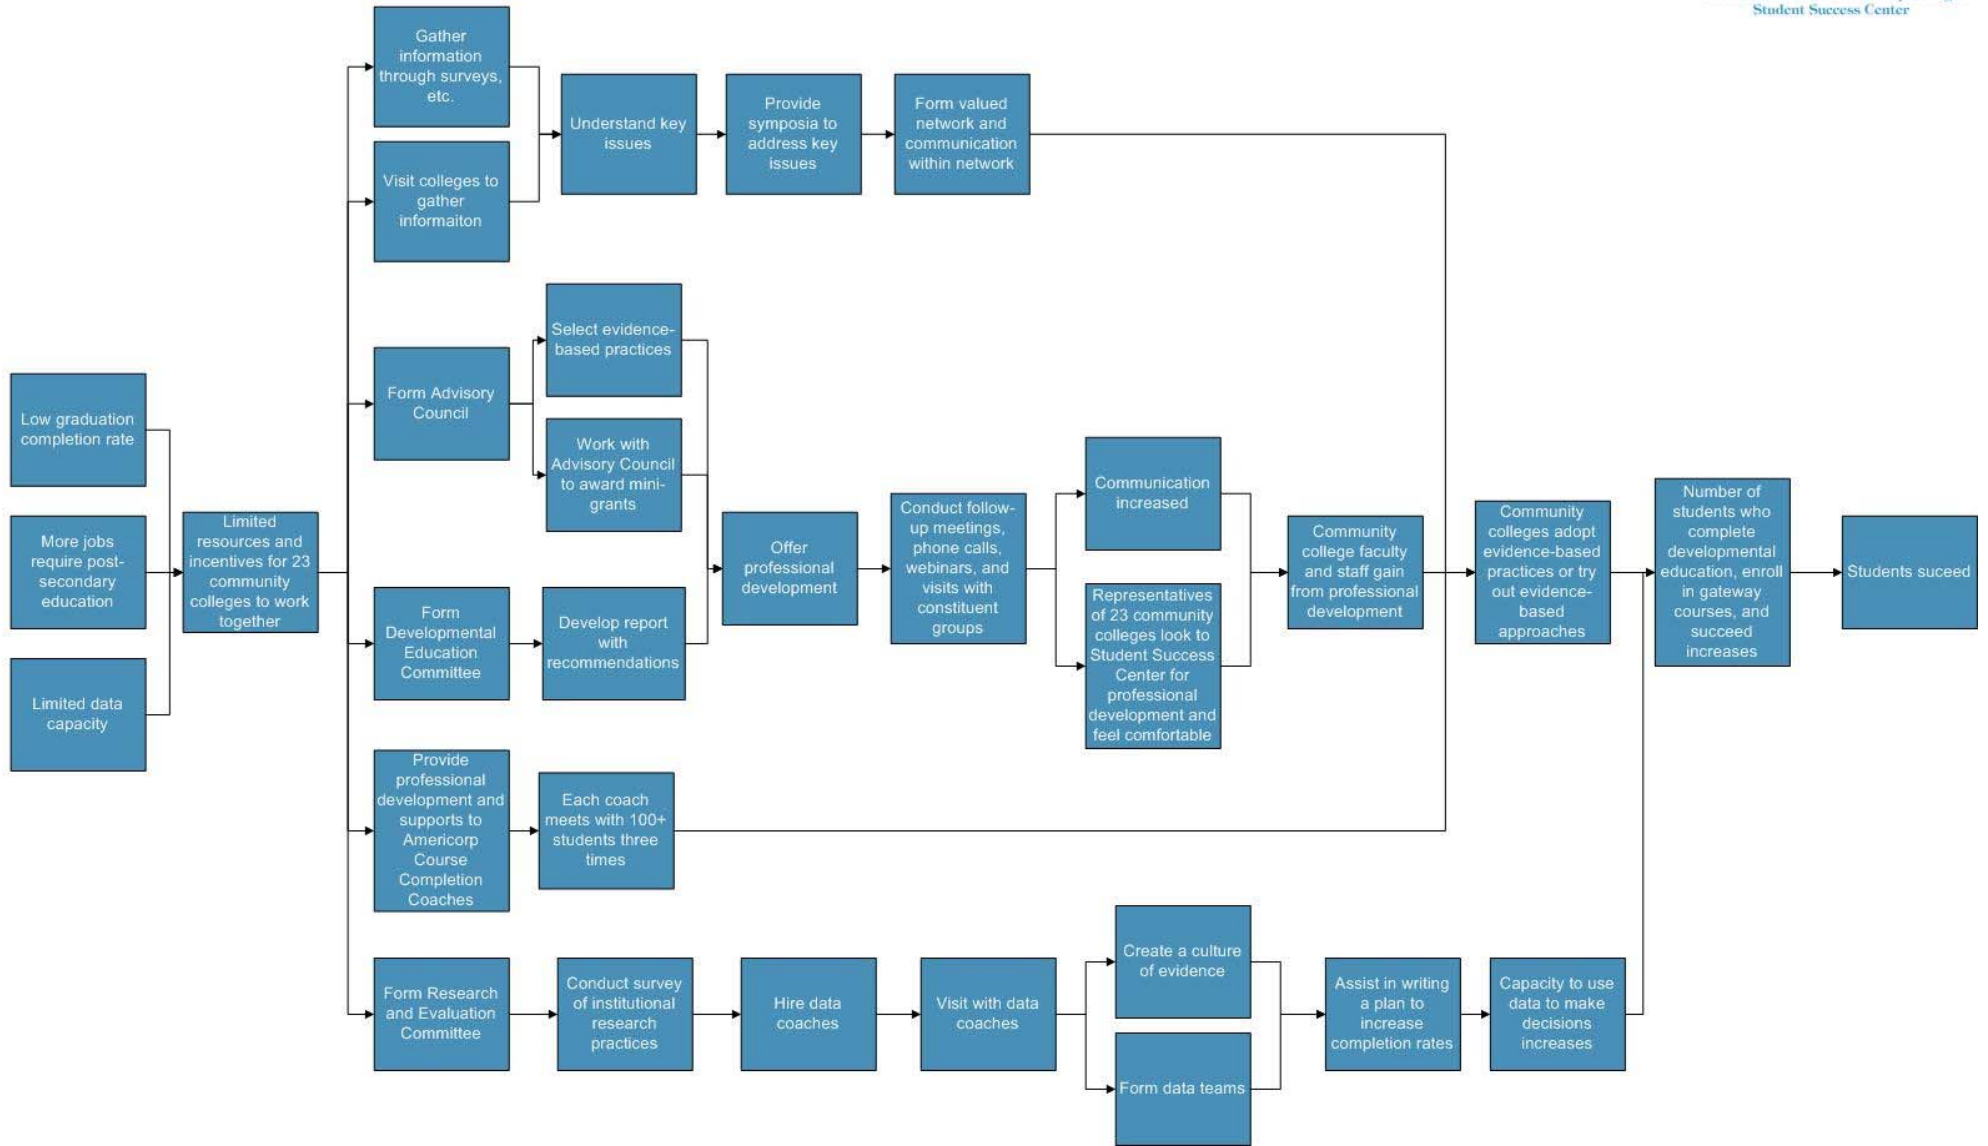 Student Success Center
Gather
information
through surveys,
etc.
Visit colleges to
gather
informaiton
Understand key
issues
Provide
symposia to
address key
issues
Form valued
network and
communication
within network
Low graduation
completion rate
More jobs
require post-
secondary
education
Limited data
capacity
Limited
resources and
incentives for 23
community
colleges to work
together
Form Advisory
Council
Select evidence-
based practices
Work with
Advisory Council
to award mini-
grants
Form
Developmental
Education
Committee
Develop report
with
recommendations
Offer
professional
development
Conduct follow-
up meetings,
phone calls,
webinars, and
visits with
constituent
groups
Communication
increased
Representatives
of 23 community
colleges look to
Student Success
Center for
professional
development and
feel comfortable
Community
college faculty
and staff gain
from professional
development
Community
colleges adopt
evidence-based
practices or try
out evidence-
based
approaches
Number of
students who
complete
developmental
education, enroll
in gateway
courses, and
succeed
increases
Students suceed
Provide
professional
development and
supports to
Americorp
Course
Completion
Coaches
Each coach
meets with 100+
students three
times
Form Research
and Evaluation
Committee
Conduct survey
of institutional
research
practices
Hire data
coaches
Visit with data
coaches
Create a culture
of evidence
Form data teams
Assist in writing
a plan to
increase
completion rates
Capacity to use
data to make
decisions
increases